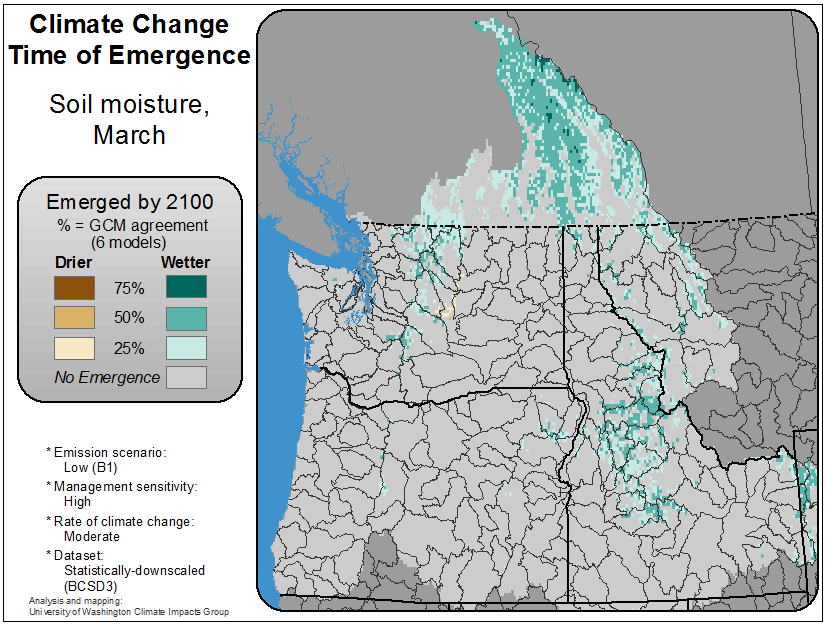 Climate Change
Time of Emergence
Soil moisture,
March
Emerged by 2100
% = GCM agreement
(6 models)
Drier Wetter
75%
50%
25%
No Emergence
* Emission scenario:
Low (B1)
* Management sensitivity:
High
* Rate of climate change:
Moderate
* Dataset:
Statistically-downscaled
(BCSD3)
Analysis and mapping:
University of Washington Climate Impacts Group